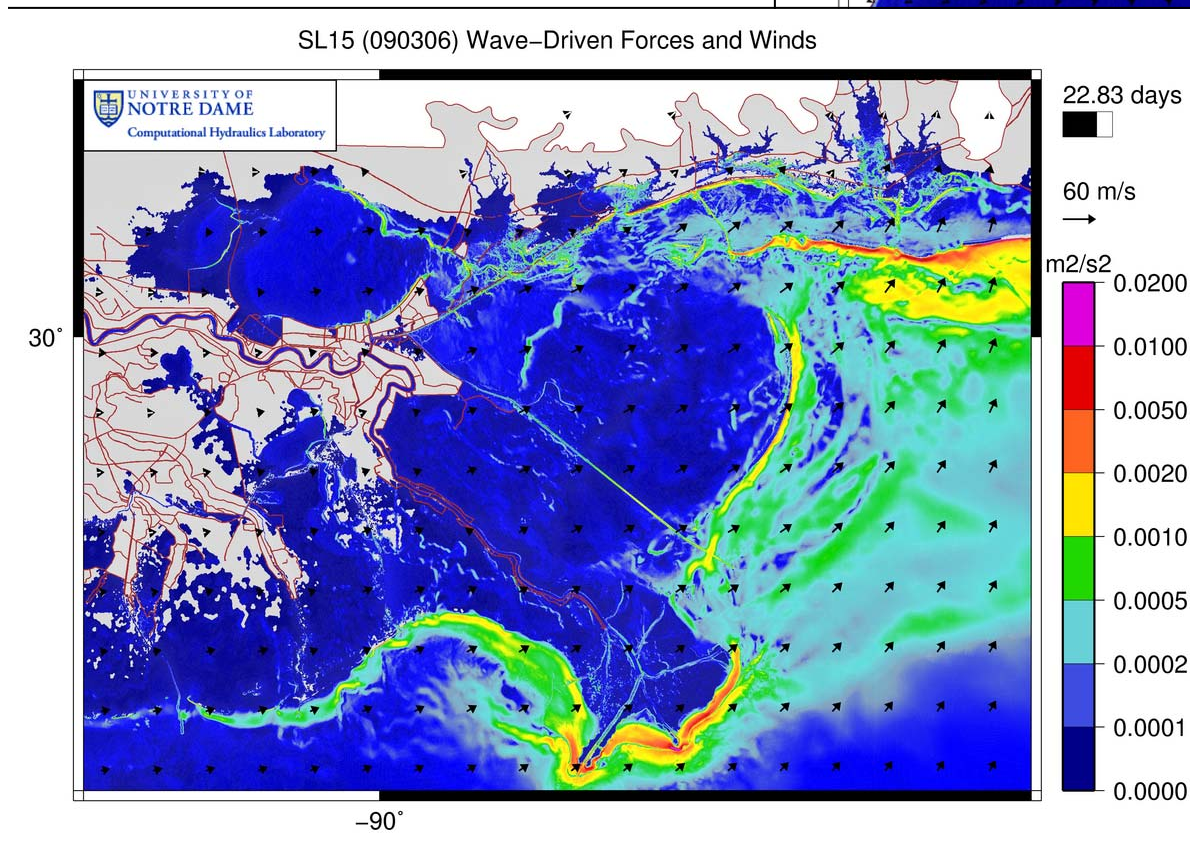 SL15 (090306) Wave−Driven Forces and Winds
UNIVERSITY OF
NOTRE DAME
Computational Hydraulics Laboratory
22.83 days
60 m/s
m2/s2
0.0200
0.0100
0.0050
0.0020
0.0010
0.0005
0.0002
0.0001
0.0000
30˚
−90˚